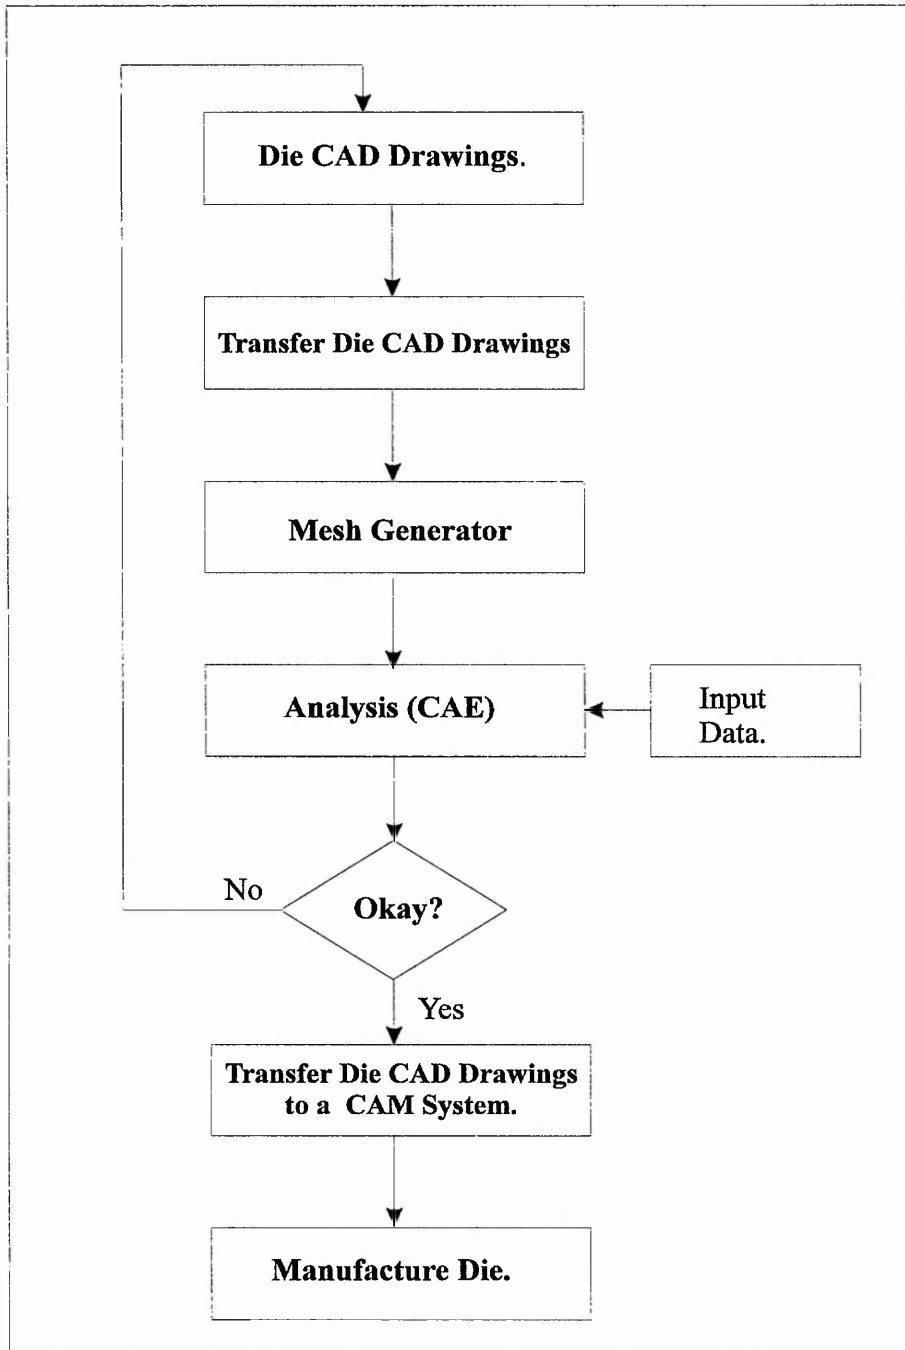 Die CAD Drawings.
Transfer Die CAD Drawings
Mesh Generator
Analysis (CAE)
Input
Data.
No
Okay?
Yes
Transfer Die CAD Drawings
to a CAM System.
Manufacture Die.